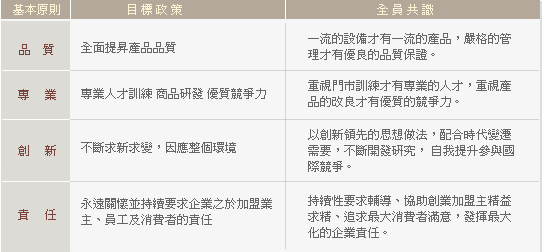 基本原則 目標政策 全員共識
品質 全面提昇產品品質 一流的設備才有一流的產品，嚴格的管
理才有優良的品質保證。
專業 專業人才訓練 商品研發 優質競爭力 重視門市訓練才有專業的人才，重視產
品的改良才有優質的競爭力。
創新 不斷求新求變，因應整個環境 以創新領先的思想做法，配合時代變遷
需要，不斷開發研究， 自我提升參與國
際競爭。
責任 永遠關懷並持續要求企業之於加盟業
主、員工及消費者的責任 持續性要求輔導、協助創業加盟主精益
求精、追求最大消費者滿意，發揮最大
化的企業責任。